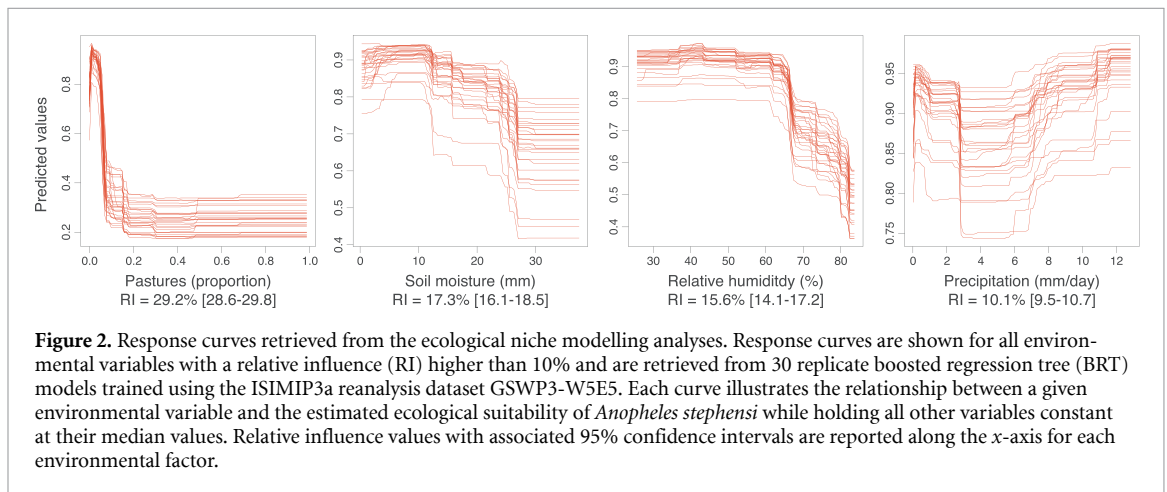 Predicted values
0.2 0.4 0.6 0.8
0.0 0.2 0.4 0.6 0.8 1.0
Pastures (proportion)
RI = 29.2% [28.6-29.8]
0.4 0.5 0.6 0.7 0.8 0.9
0 10 20 30
Soil moisture (mm)
RI = 17.3% [16.1-18.5]
0.4 0.5 0.6 0.7 0.8 0.9
30 40 50 60 70 80
Relative humiditdy (%)
RI = 15.6% [14.1-17.2]
0.75 0.80 0.85 0.90 0.95
0 2 4 6 8 10 12
Precipitation (mm/day)
RI = 10.1% [9.5-10.7]
Figure 2. Response curves retrieved from the ecological niche modelling analyses. Response curves are shown for all environ-
mental variables with a relative influence (RI) higher than 10% and are retrieved from 30 replicate boosted regression tree (BRT)
models trained using the ISIMIP3a reanalysis dataset GSWP3-W5E5. Each curve illustrates the relationship between a given
environmental variable and the estimated ecological suitability of Anopheles stephensi while holding all other variables constant
at their median values. Relative influence values with associated 95% confidence intervals are reported along the x-axis for each
environmental factor.